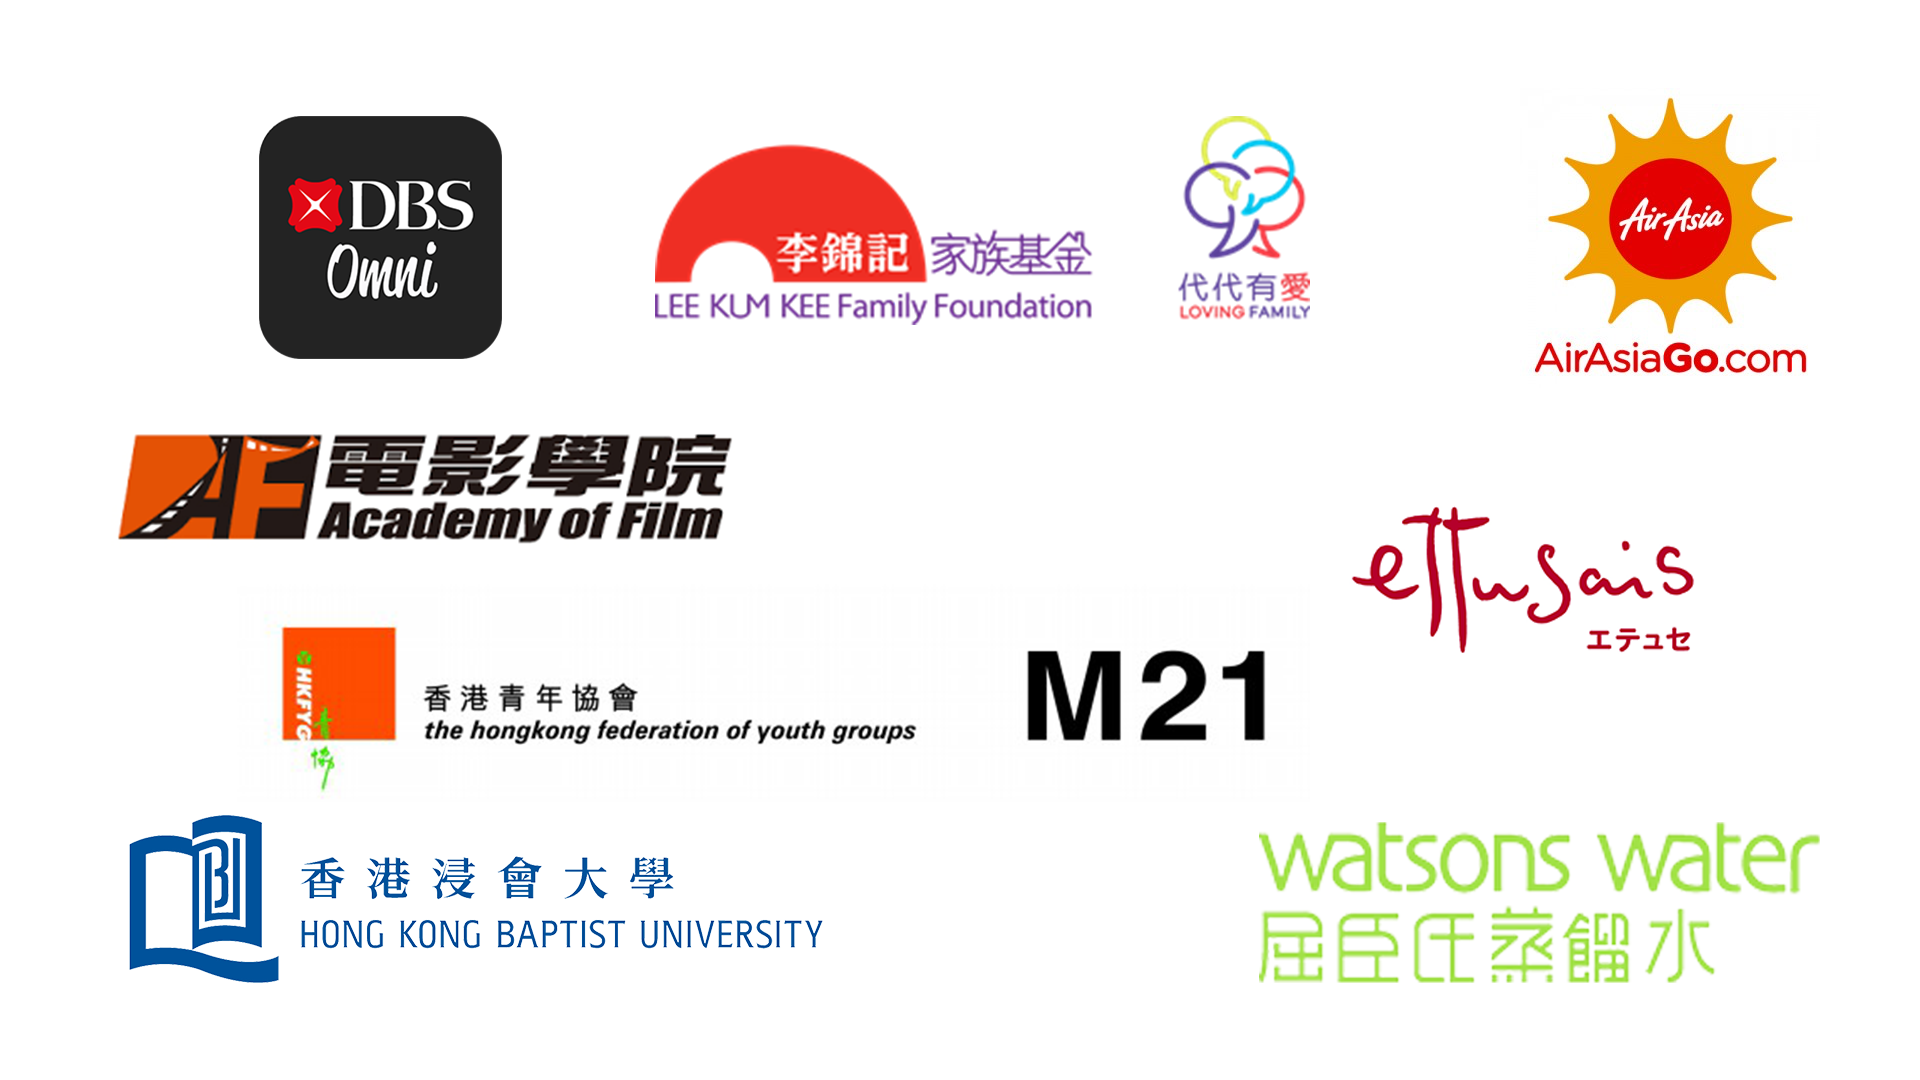 DBS
Omni
李錦記 家族基金
LEE KUM KEE Family Foundation
代代有愛
LOVING FAMILY
AirAsia
AirAsiaGo.com
AF 電影學院
Academy of Film
ettusais
エテュセ
HKFYG
青協
香港青年協會
the hongkong federation of youth groups
M21
香港浸會大學
HONG KONG BAPTIST UNIVERSITY
watsons water
屈臣氏蒸餾水